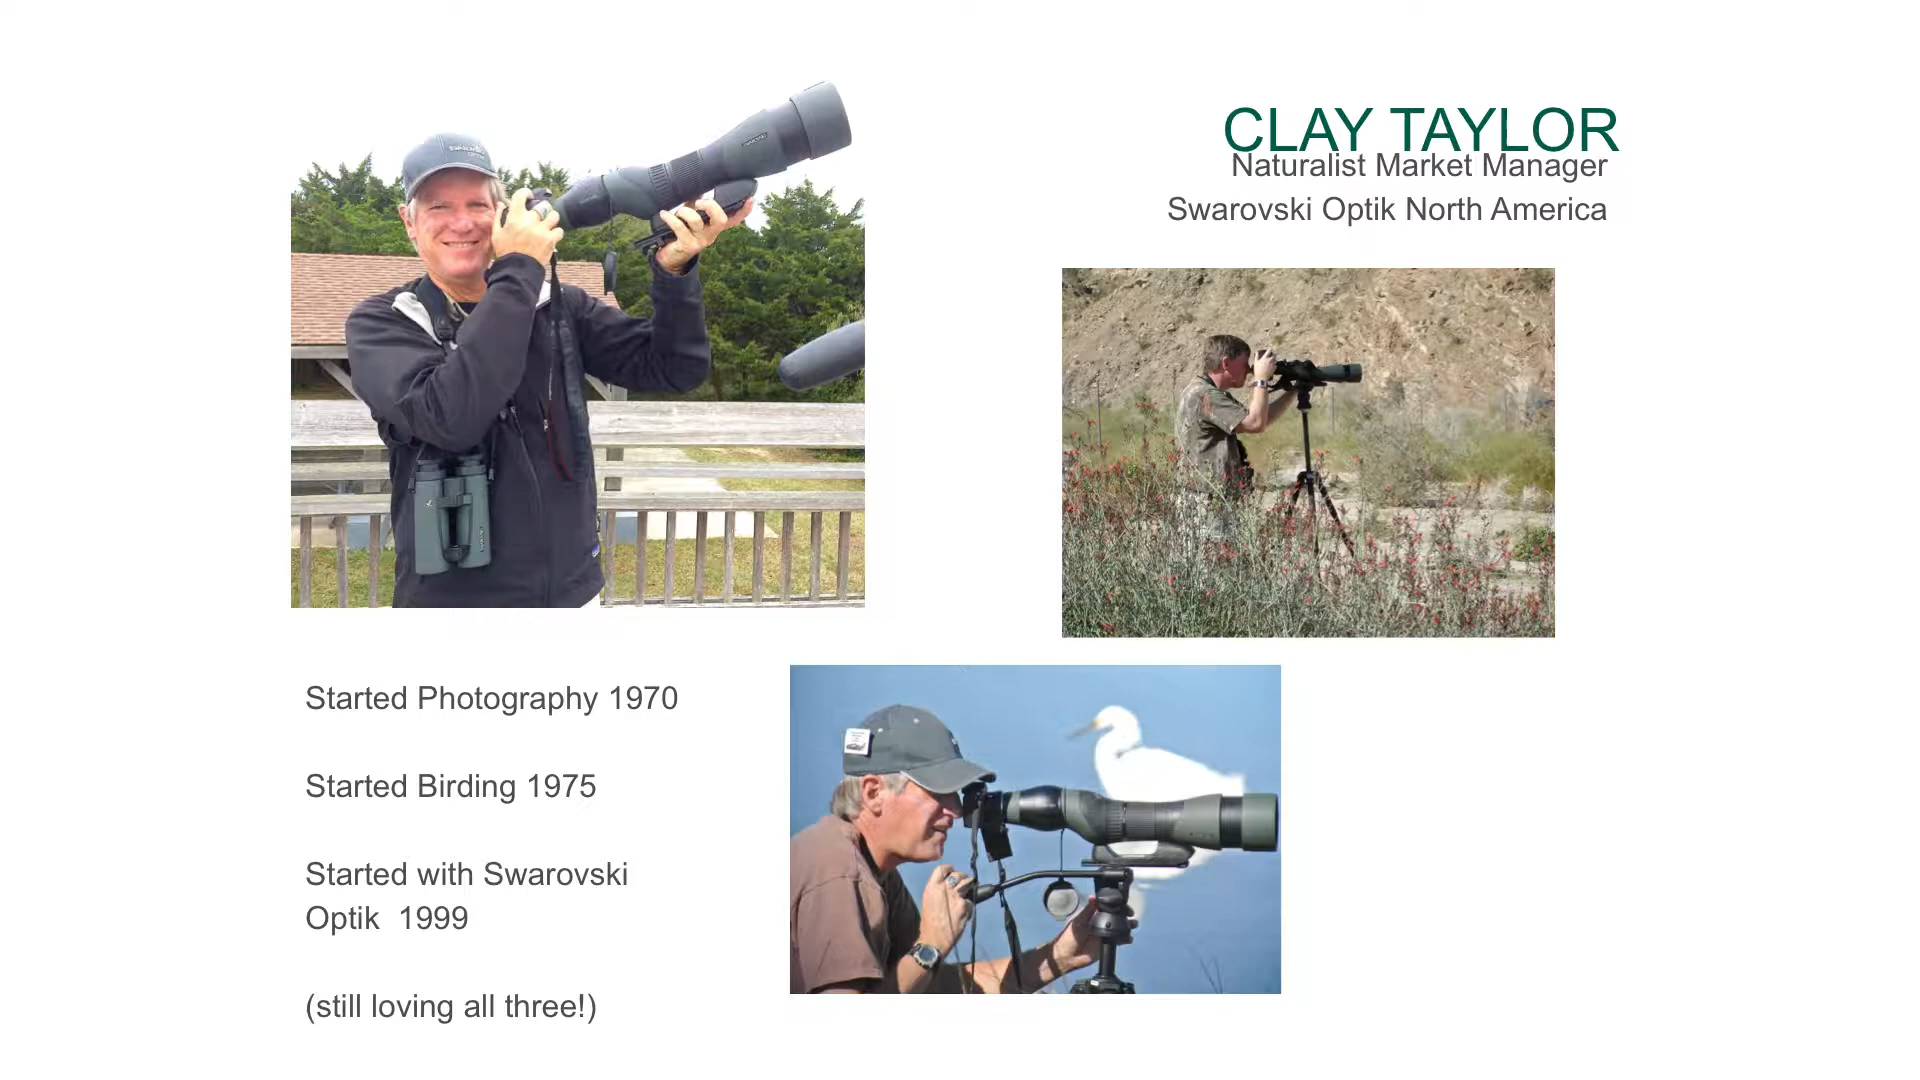 CLAY TAYLOR
Naturalist Market Manager
Swarovski Optik North America
Started Photography 1970
Started Birding 1975
Started with Swarovski
Optik 1999
(still loving all three!)